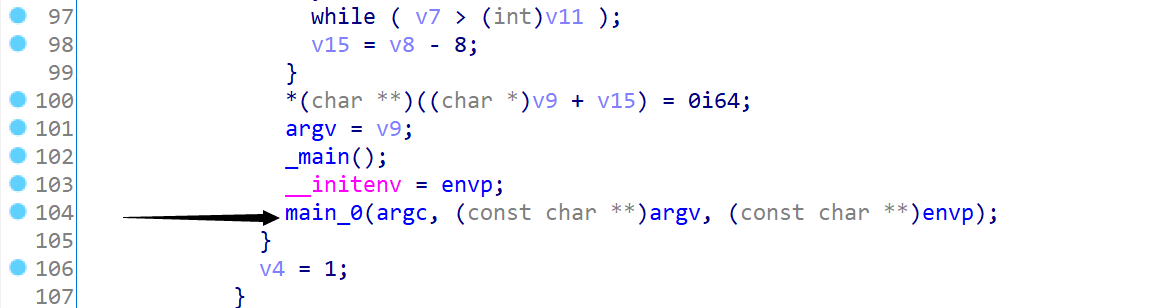 97 while ( v7 > (int)v11 );
98 v15 = v8 - 8;
99 }
100 *(char **)((char *)v9 + v15) = 0i64;
101 argv = v9;
102 _main();
103 __initenv = envp;
104 main_0(argc, (const char **)argv, (const char **)envp);
105 }
106 v4 = 1;
107 }